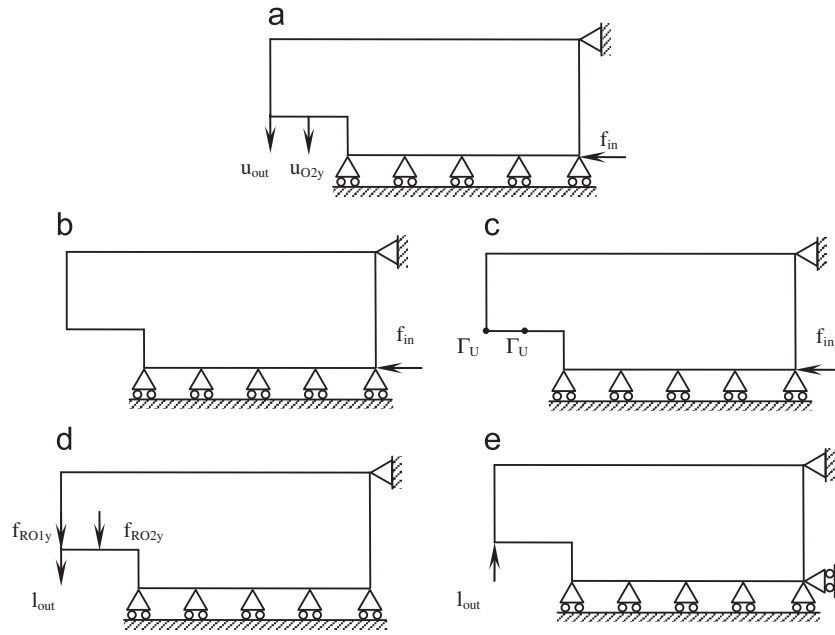 a
f_in
u_out u_O2y
b c
f_in
Γ_U Γ_U f_in
d e
f_RO1y f_RO2y
l_out
l_out